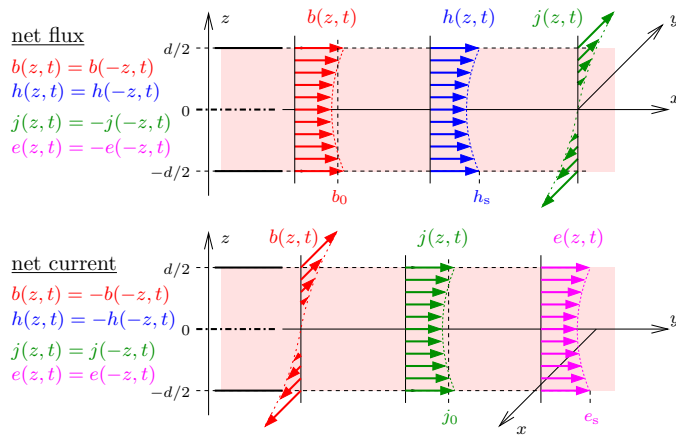 z
b(z, t)
h(z, t)
j(z, t)
y
net flux
d/2
b(z, t) = b(−z, t)
h(z, t) = h(−z, t)
0
x
j(z, t) = −j(−z, t)
e(z, t) = −e(−z, t)
−d/2
b₀
hₛ
z
b(z, t)
j(z, t)
e(z, t)
net current
d/2
b(z, t) = −b(−z, t)
h(z, t) = −h(−z, t)
0
y
j(z, t) = j(−z, t)
e(z, t) = e(−z, t)
−d/2
j₀
eₛ
x